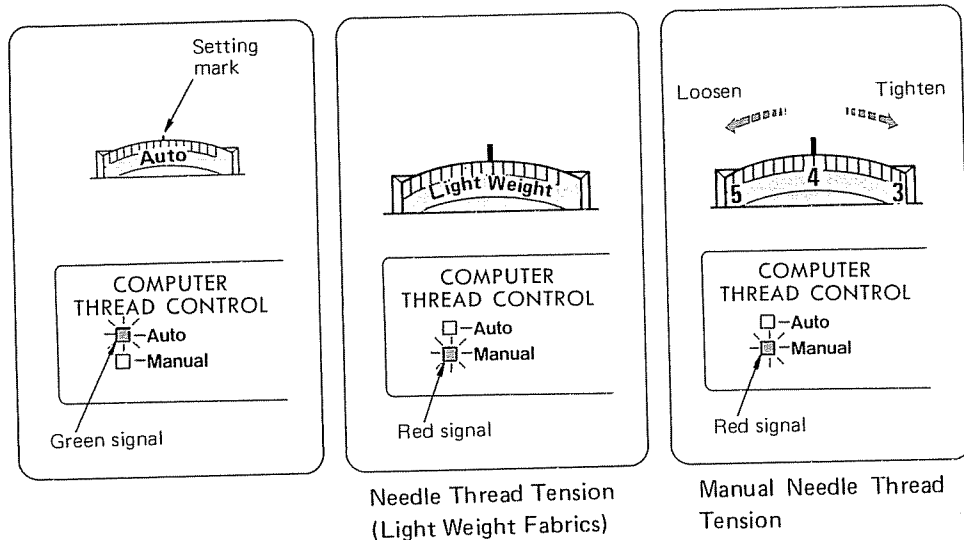 Setting
mark
Auto
COMPUTER
THREAD CONTROL
Auto
Manual
Green signal
Light Weight
COMPUTER
THREAD CONTROL
Auto
Manual
Red signal
Needle Thread Tension
(Light Weight Fabrics)
Loosen Tighten
5 4 3
COMPUTER
THREAD CONTROL
Auto
Manual
Red signal
Manual Needle Thread
Tension